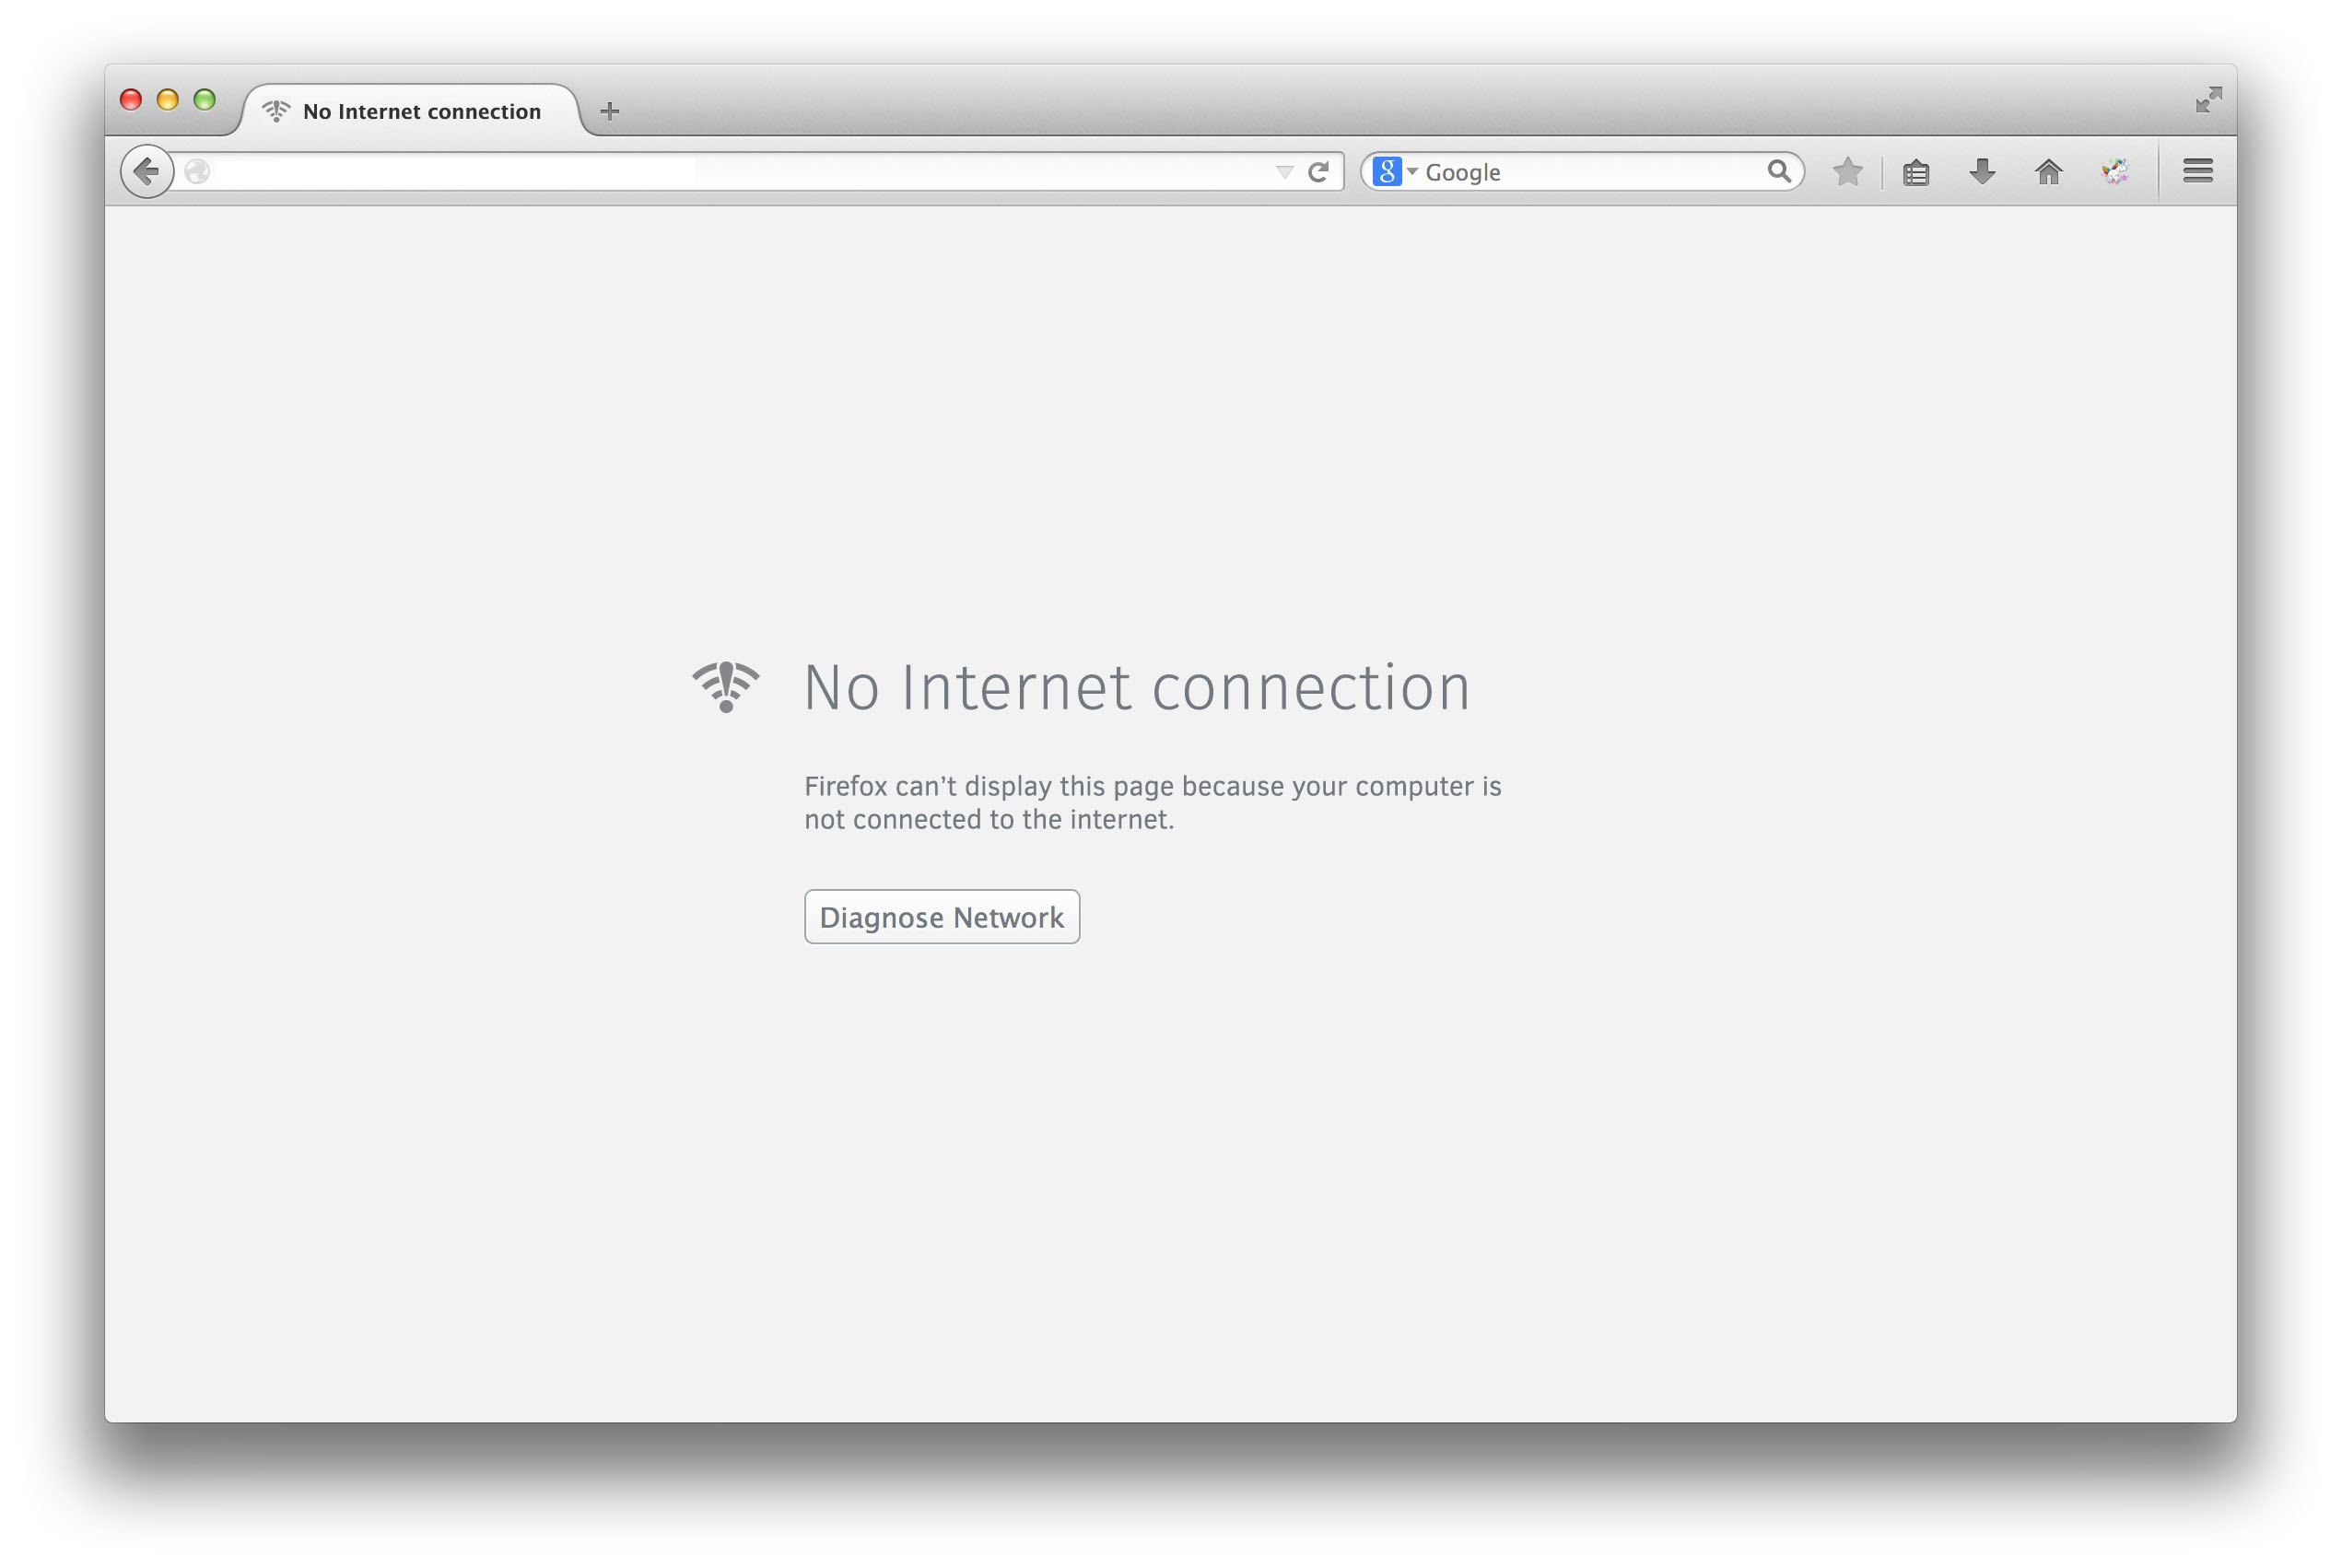 No Internet connection
Google
No Internet connection
Firefox can’t display this page because your computer is
not connected to the internet.
Diagnose Network